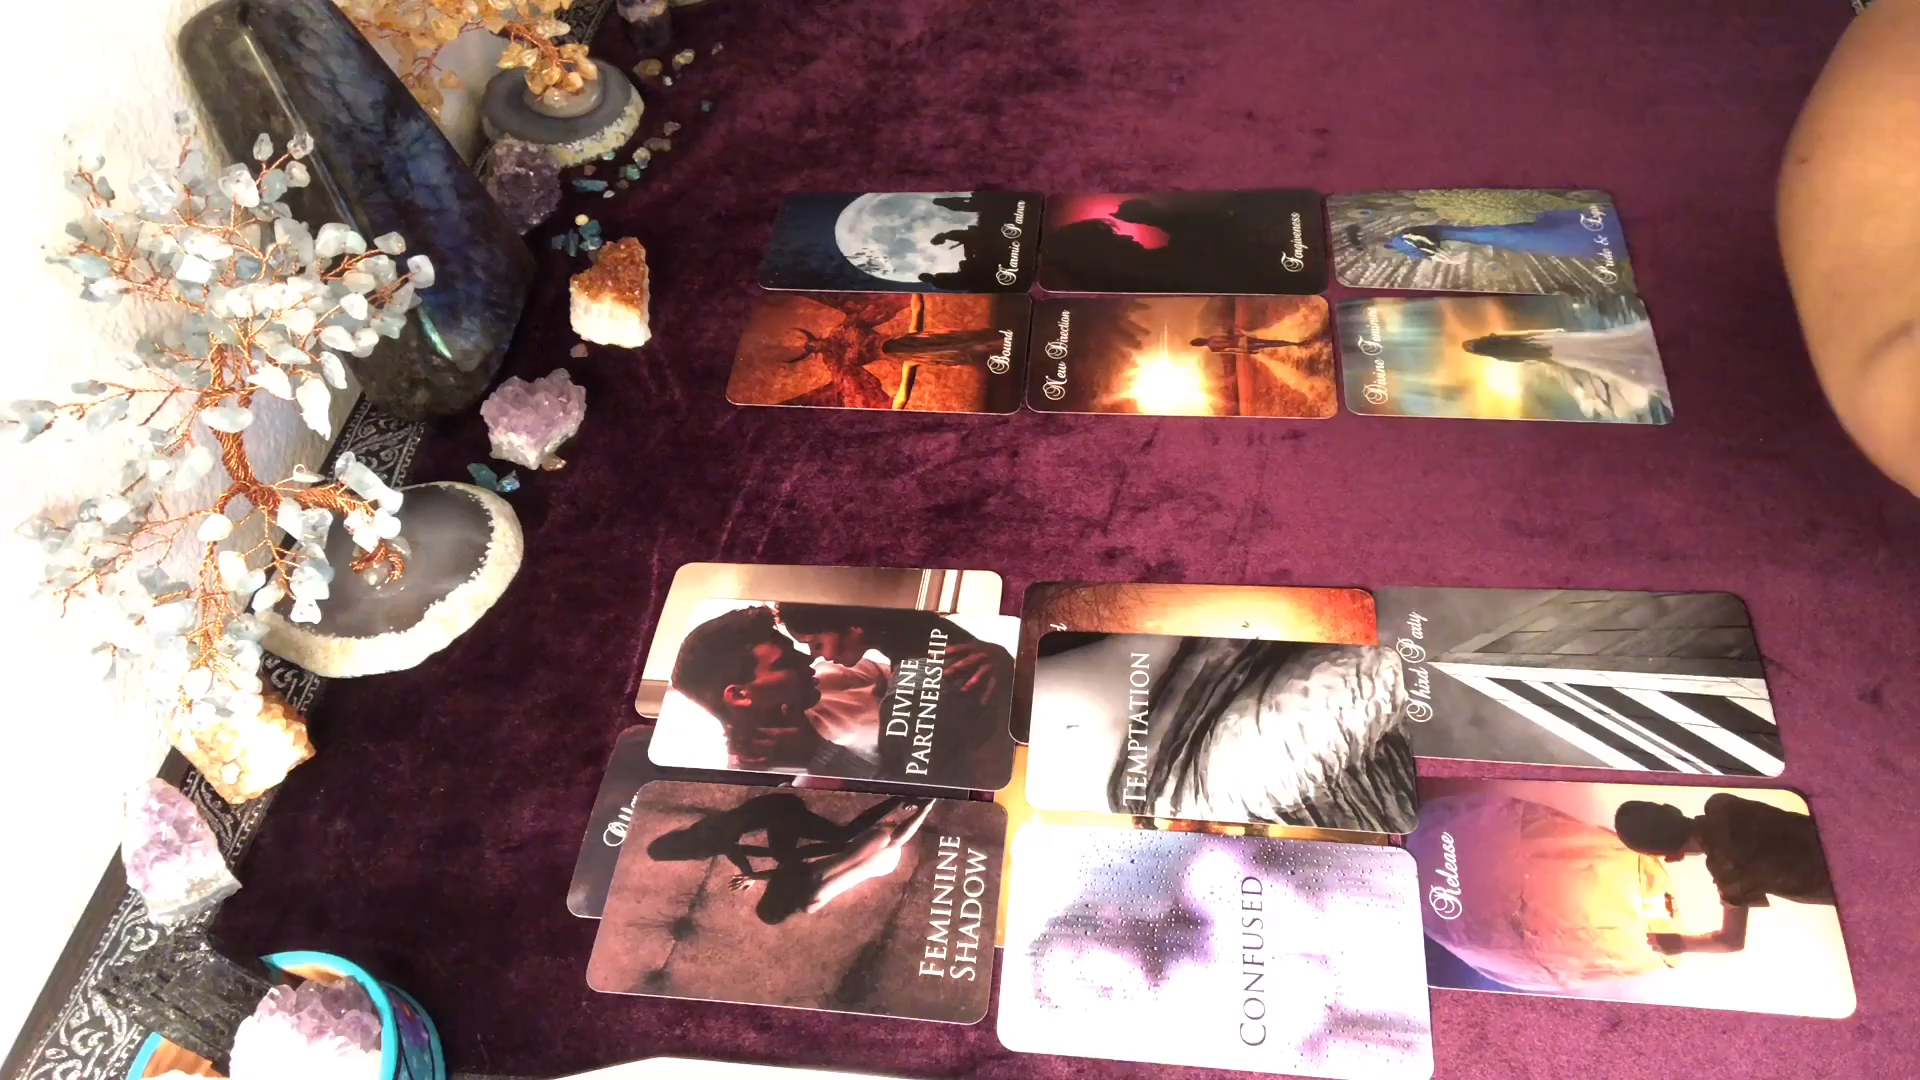 Karmic Partner
Forgiveness
Pride & Ego
Bound
New Direction
Divine Feminine
DIVINE
PARTNERSHIP
TEMPTATION
Third Party
FEMININE
SHADOW
CONFUSED
Release